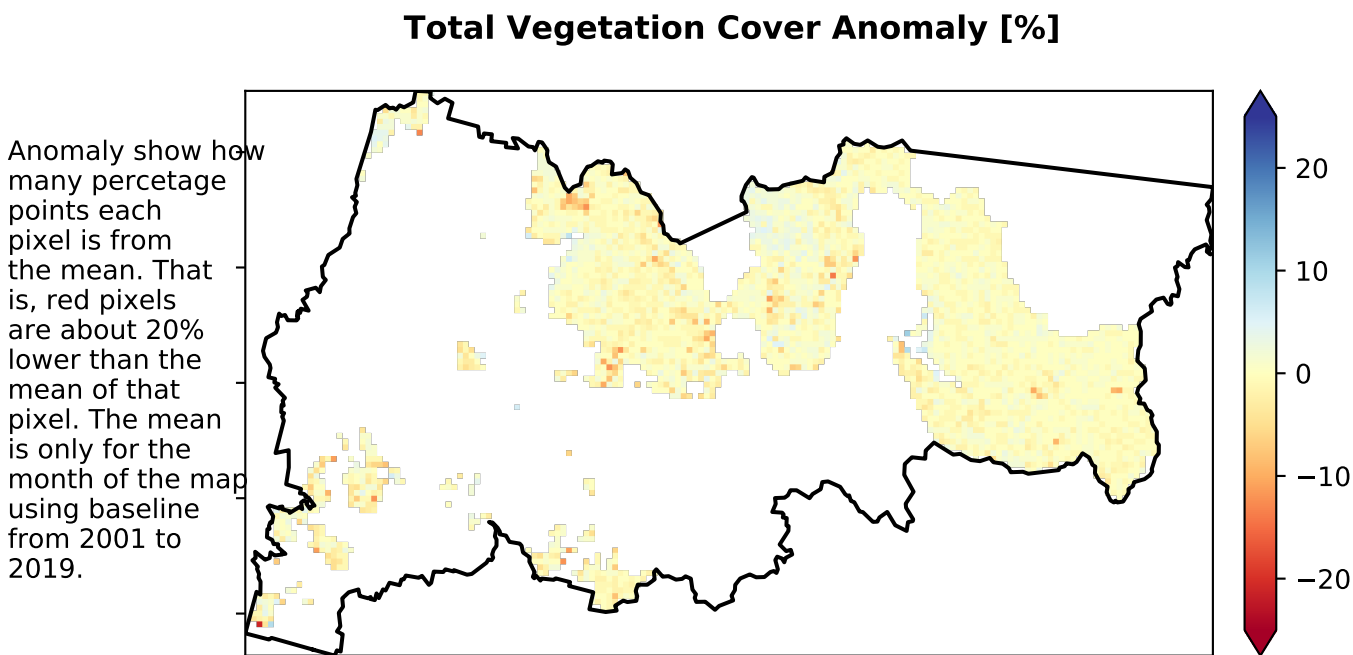 Total Vegetation Cover Anomaly [%]
Anomaly show how
many percetage
points each
pixel is from
the mean. That
is, red pixels
are about 20%
lower than the
mean of that
pixel. The mean
is only for the
month of the map
using baseline
from 2001 to
2019.
20
10
0
−10
−20